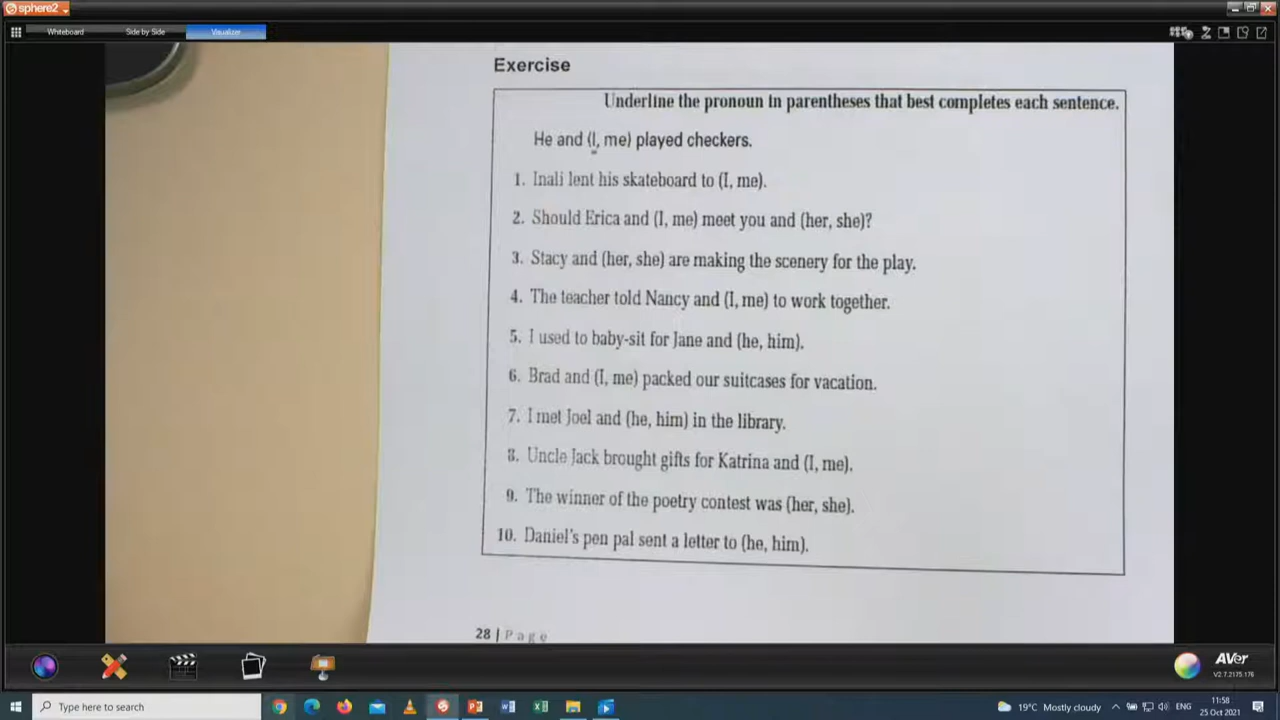 sphere2
Whiteboard
Side by Side
Visualizer
Exercise
Underline the pronoun in parentheses that best completes each sentence.
He and (I, me) played checkers.
1. Inali lent his skateboard to (I, me).
2. Should Erica and (I, me) meet you and (her, she)?
3. Stacy and (her, she) are making the scenery for the play.
4. The teacher told Nancy and (I, me) to work together.
5. I used to baby-sit for Jane and (he, him).
6. Brad and (I, me) packed our suitcases for vacation.
7. I met Joel and (he, him) in the library.
8. Uncle Jack brought gifts for Katrina and (I, me).
9. The winner of the poetry contest was (her, she).
10. Daniel's pen pal sent a letter to (he, him).
28 | Page
AVer
V2.7.2175.176
Type here to search
19°C Mostly cloudy
ENG
11:58
25 Oct 2021